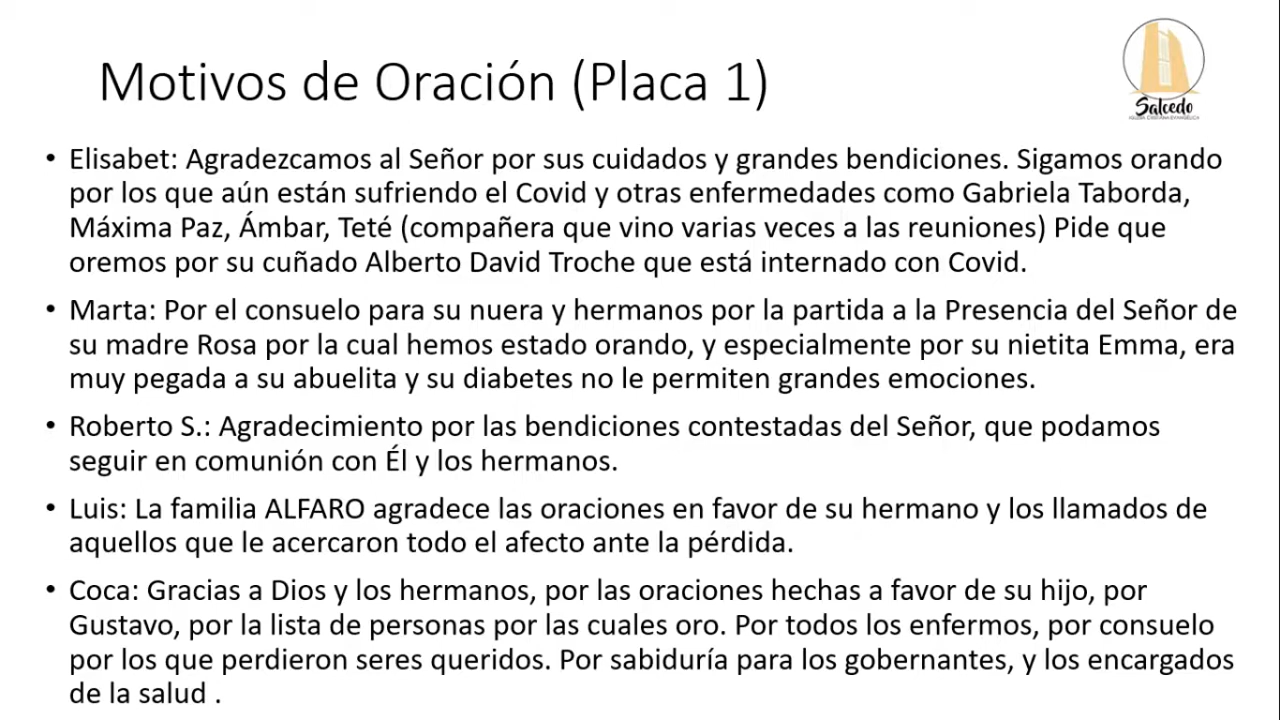 Motivos de Oración (Placa 1)
Salcedo
IGLESIA CRISTIANA EVANGÉLICA
• Elisabet: Agradezcamos al Señor por sus cuidados y grandes bendiciones. Sigamos orando
por los que aún están sufriendo el Covid y otras enfermedades como Gabriela Taborda,
Máxima Paz, Ámbar, Teté (compañera que vino varias veces a las reuniones) Pide que
oremos por su cuñado Alberto David Troche que está internado con Covid.
• Marta: Por el consuelo para su nuera y hermanos por la partida a la Presencia del Señor de
su madre Rosa por la cual hemos estado orando, y especialmente por su nietita Emma, era
muy pegada a su abuelita y su diabetes no le permiten grandes emociones.
• Roberto S.: Agradecimiento por las bendiciones contestadas del Señor, que podamos
seguir en comunión con Él y los hermanos.
• Luis: La familia ALFARO agradece las oraciones en favor de su hermano y los llamados de
aquellos que le acercaron todo el afecto ante la pérdida.
• Coca: Gracias a Dios y los hermanos, por las oraciones hechas a favor de su hijo, por
Gustavo, por la lista de personas por las cuales oro. Por todos los enfermos, por consuelo
por los que perdieron seres queridos. Por sabiduría para los gobernantes, y los encargados
de la salud .